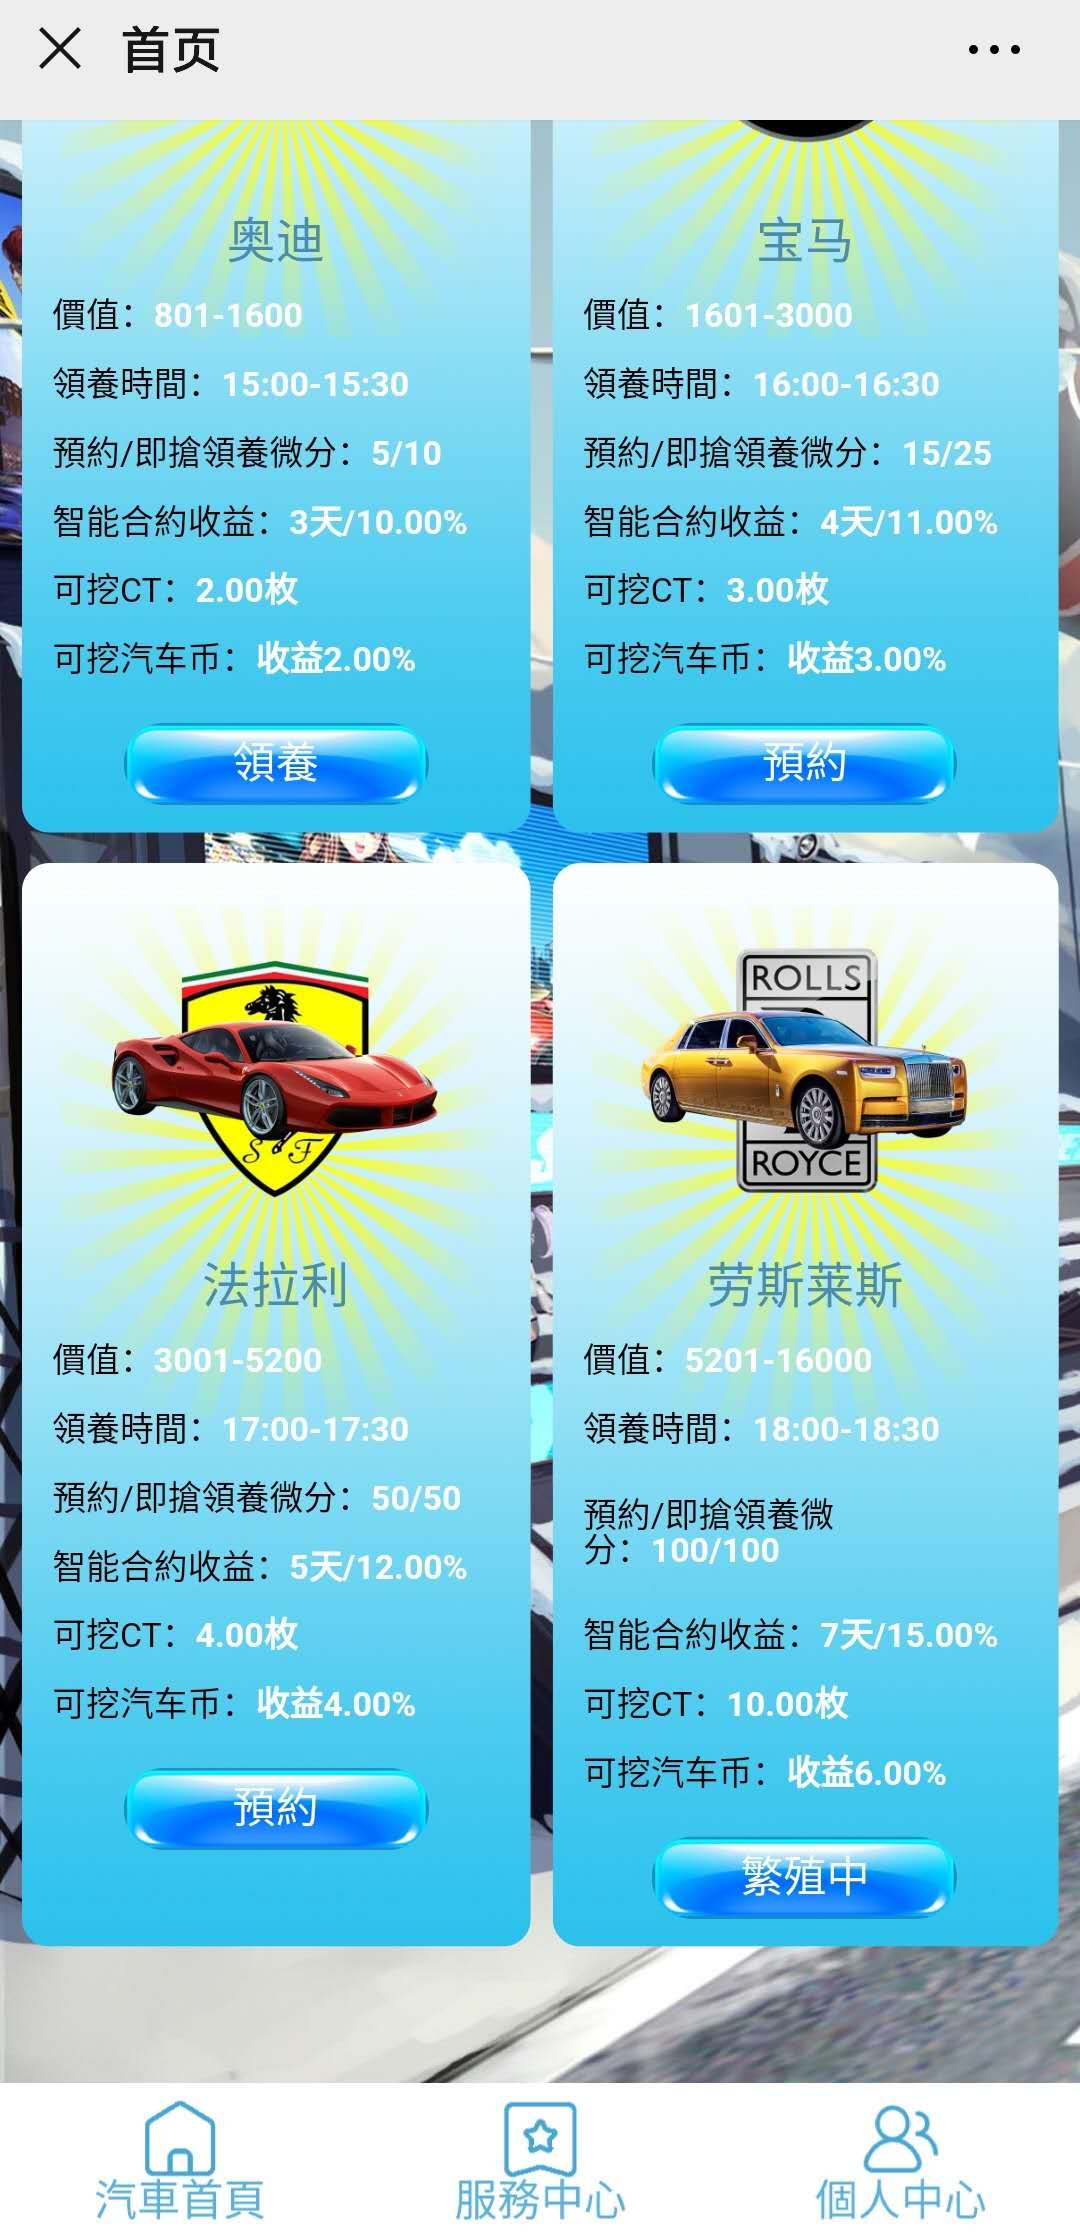 首页
奥迪
價值：801-1600
領養時間：15:00-15:30
預約/即搶領養微分：5/10
智能合約收益：3天/10.00%
可挖CT：2.00枚
可挖汽车币：收益2.00%
領養
宝马
價值：1601-3000
領養時間：16:00-16:30
預約/即搶領養微分：15/25
智能合約收益：4天/11.00%
可挖CT：3.00枚
可挖汽车币：收益3.00%
預約
S F
法拉利
價值：3001-5200
領養時間：17:00-17:30
預約/即搶領養微分：50/50
智能合約收益：5天/12.00%
可挖CT：4.00枚
可挖汽车币：收益4.00%
預約
ROLLS
ROYCE
劳斯莱斯
價值：5201-16000
領養時間：18:00-18:30
預約/即搶領養微
分：100/100
智能合約收益：7天/15.00%
可挖CT：10.00枚
可挖汽车币：收益6.00%
繁殖中
汽車首頁
服務中心
個人中心